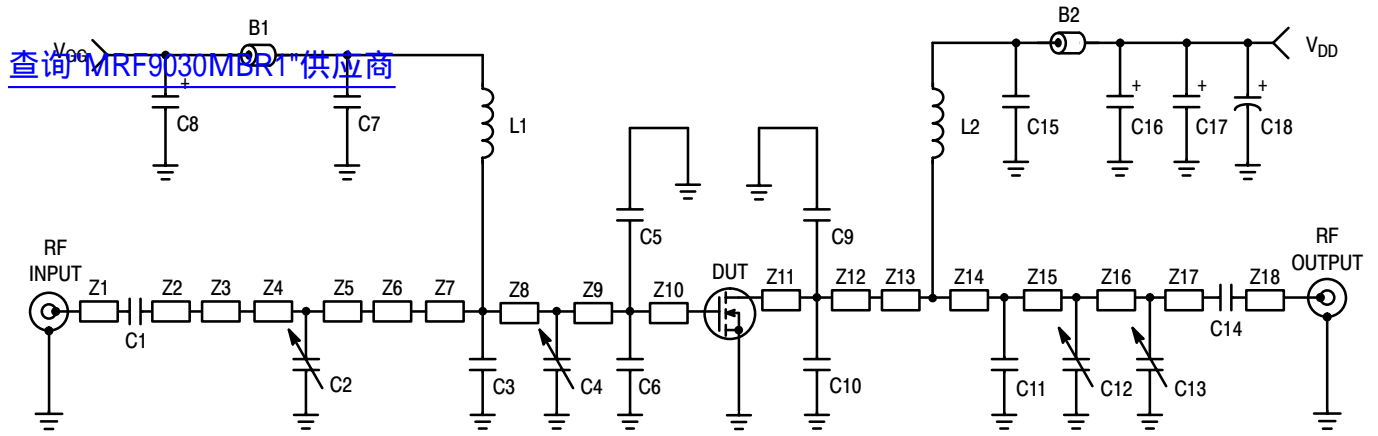 B1
B2
VGG
VDD
查询"MRF9030MBR1"供应商
+
+
+
+
C8
C7
L1
L2
C15
C16
C17
C18
C5
C9
RF
INPUT
RF
OUTPUT
DUT
Z1
Z2
Z3
Z4
Z5
Z6
Z7
Z8
Z9
Z10
Z11
Z12
Z13
Z14
Z15
Z16
Z17
Z18
C1
C14
C2
C3
C4
C6
C10
C11
C12
C13